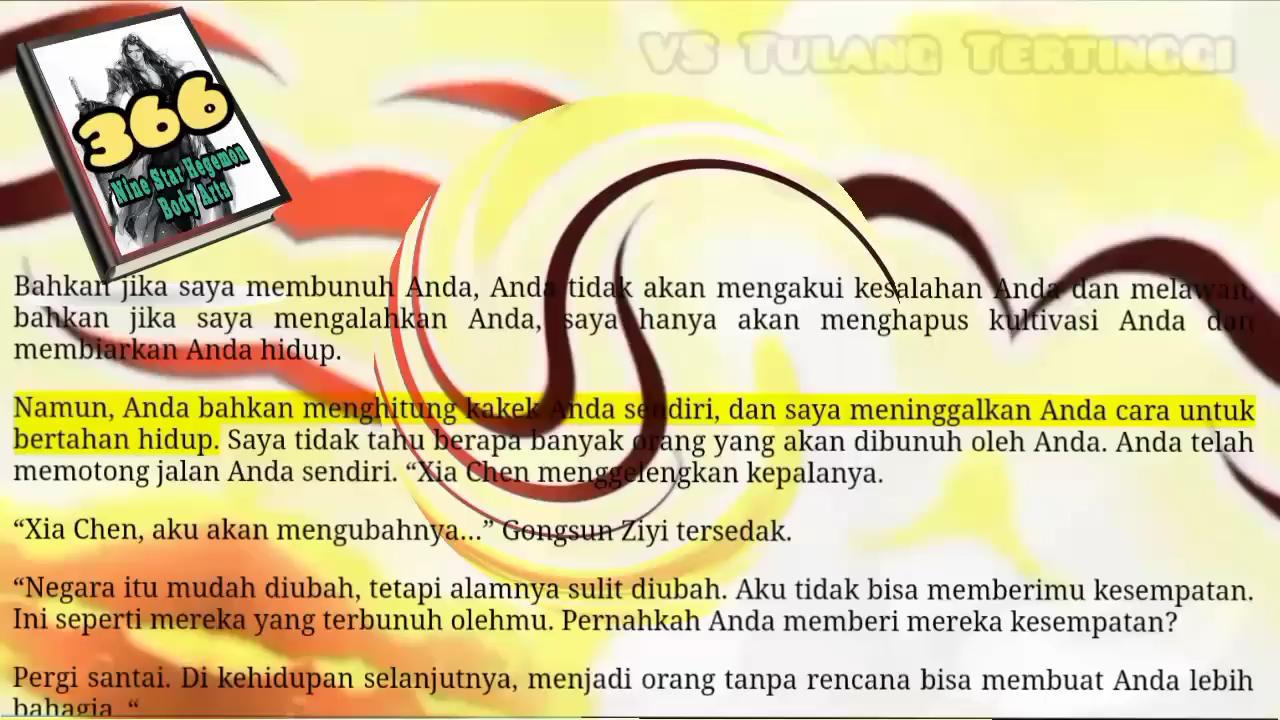 VS Tulang Tertinggi
366
Nine Star Hegemon
Body Arts
Bahkan jika saya membunuh Anda, Anda tidak akan mengakui kesalahan Anda dan melawan,
bahkan jika saya mengalahkan Anda, saya hanya akan menghapus kultivasi Anda dan
membiarkan Anda hidup.
Namun, Anda bahkan menghitung kakek Anda sendiri, dan saya meninggalkan Anda cara untuk
bertahan hidup. Saya tidak tahu berapa banyak orang yang akan dibunuh oleh Anda. Anda telah
memotong jalan Anda sendiri. “Xia Chen menggelengkan kepalanya.
“Xia Chen, aku akan mengubahnya...” Gongsun Ziyi tersedak.
“Negara itu mudah diubah, tetapi alamnya sulit diubah. Aku tidak bisa memberimu kesempatan.
Ini seperti mereka yang terbunuh olehmu. Pernahkah Anda memberi mereka kesempatan?
Pergi santai. Di kehidupan selanjutnya, menjadi orang tanpa rencana bisa membuat Anda lebih
bahagia. “